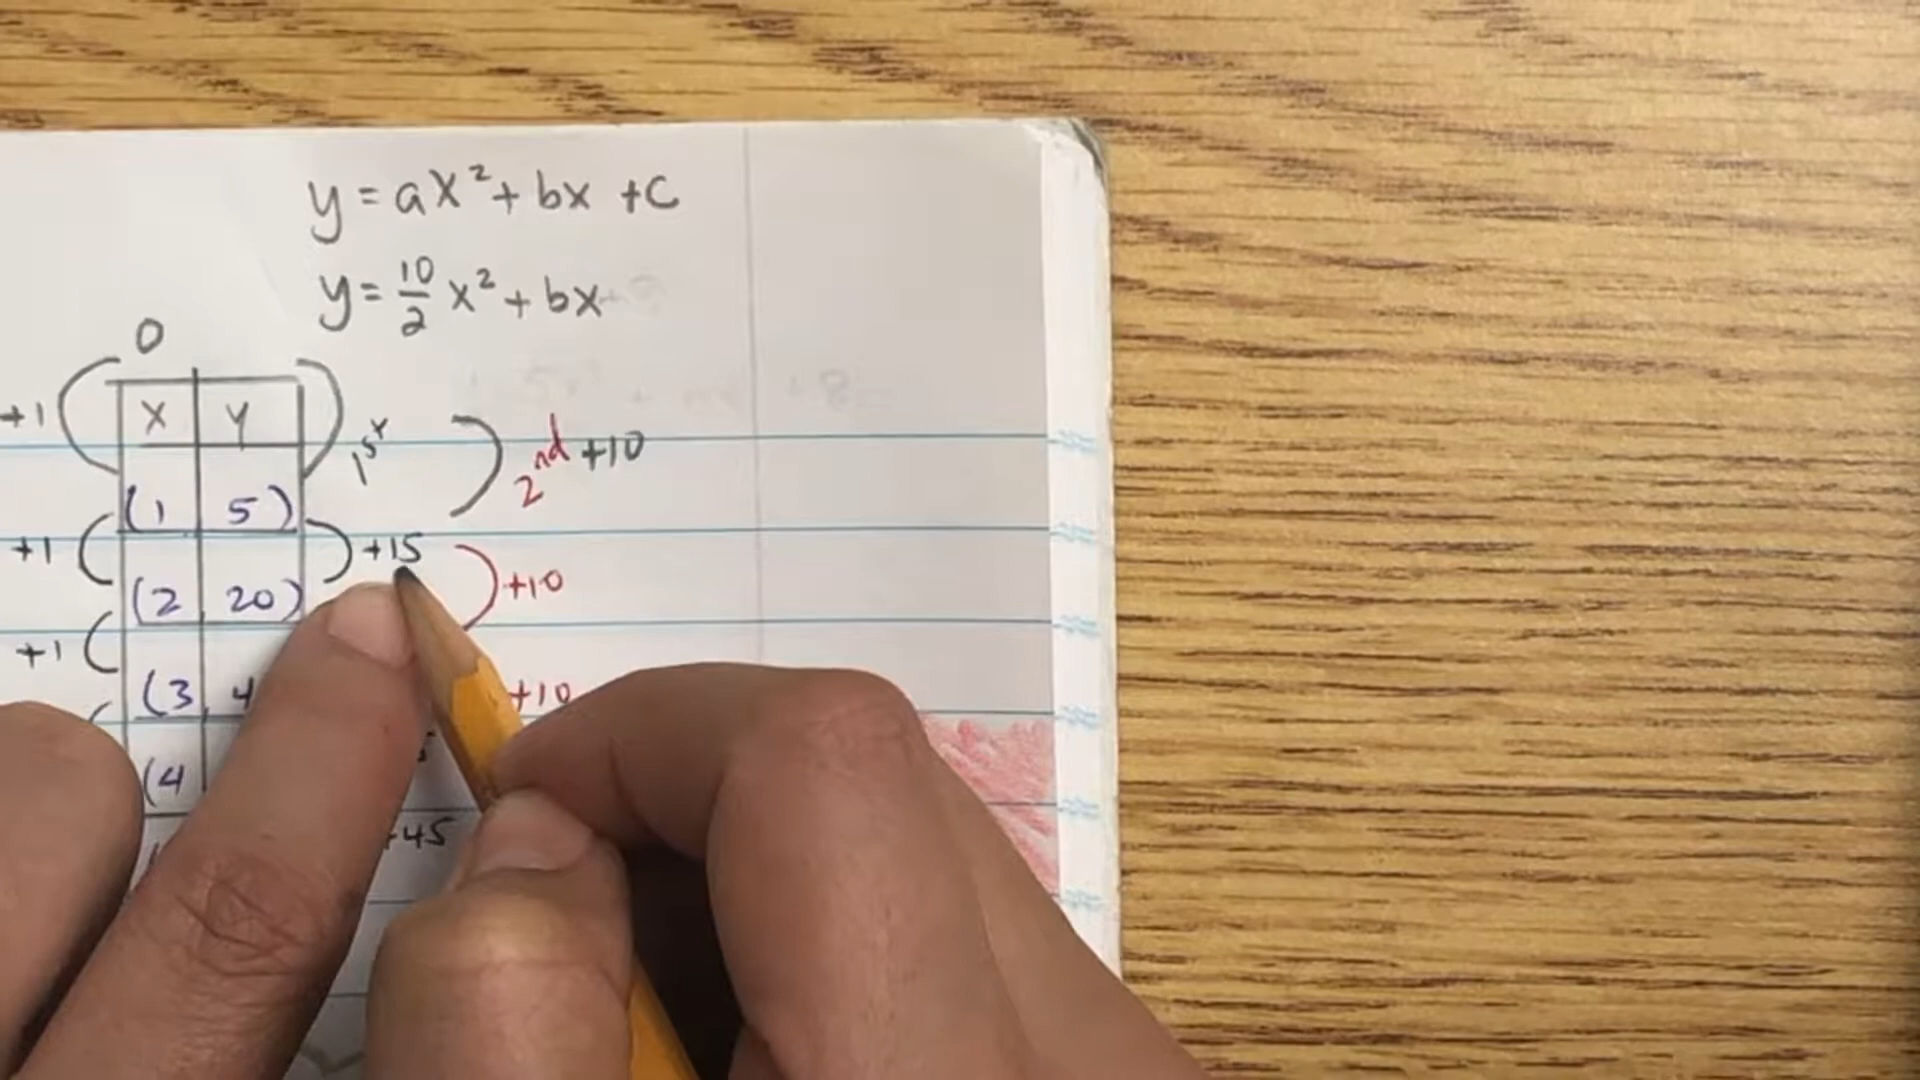 y = ax² + bx + c
y = 10/2 x² + bx
0
+1 x y 1st 2nd +10
(1 5)
+1 +15 +10
(2 20)
+1
(3 4 +10
(4
+45